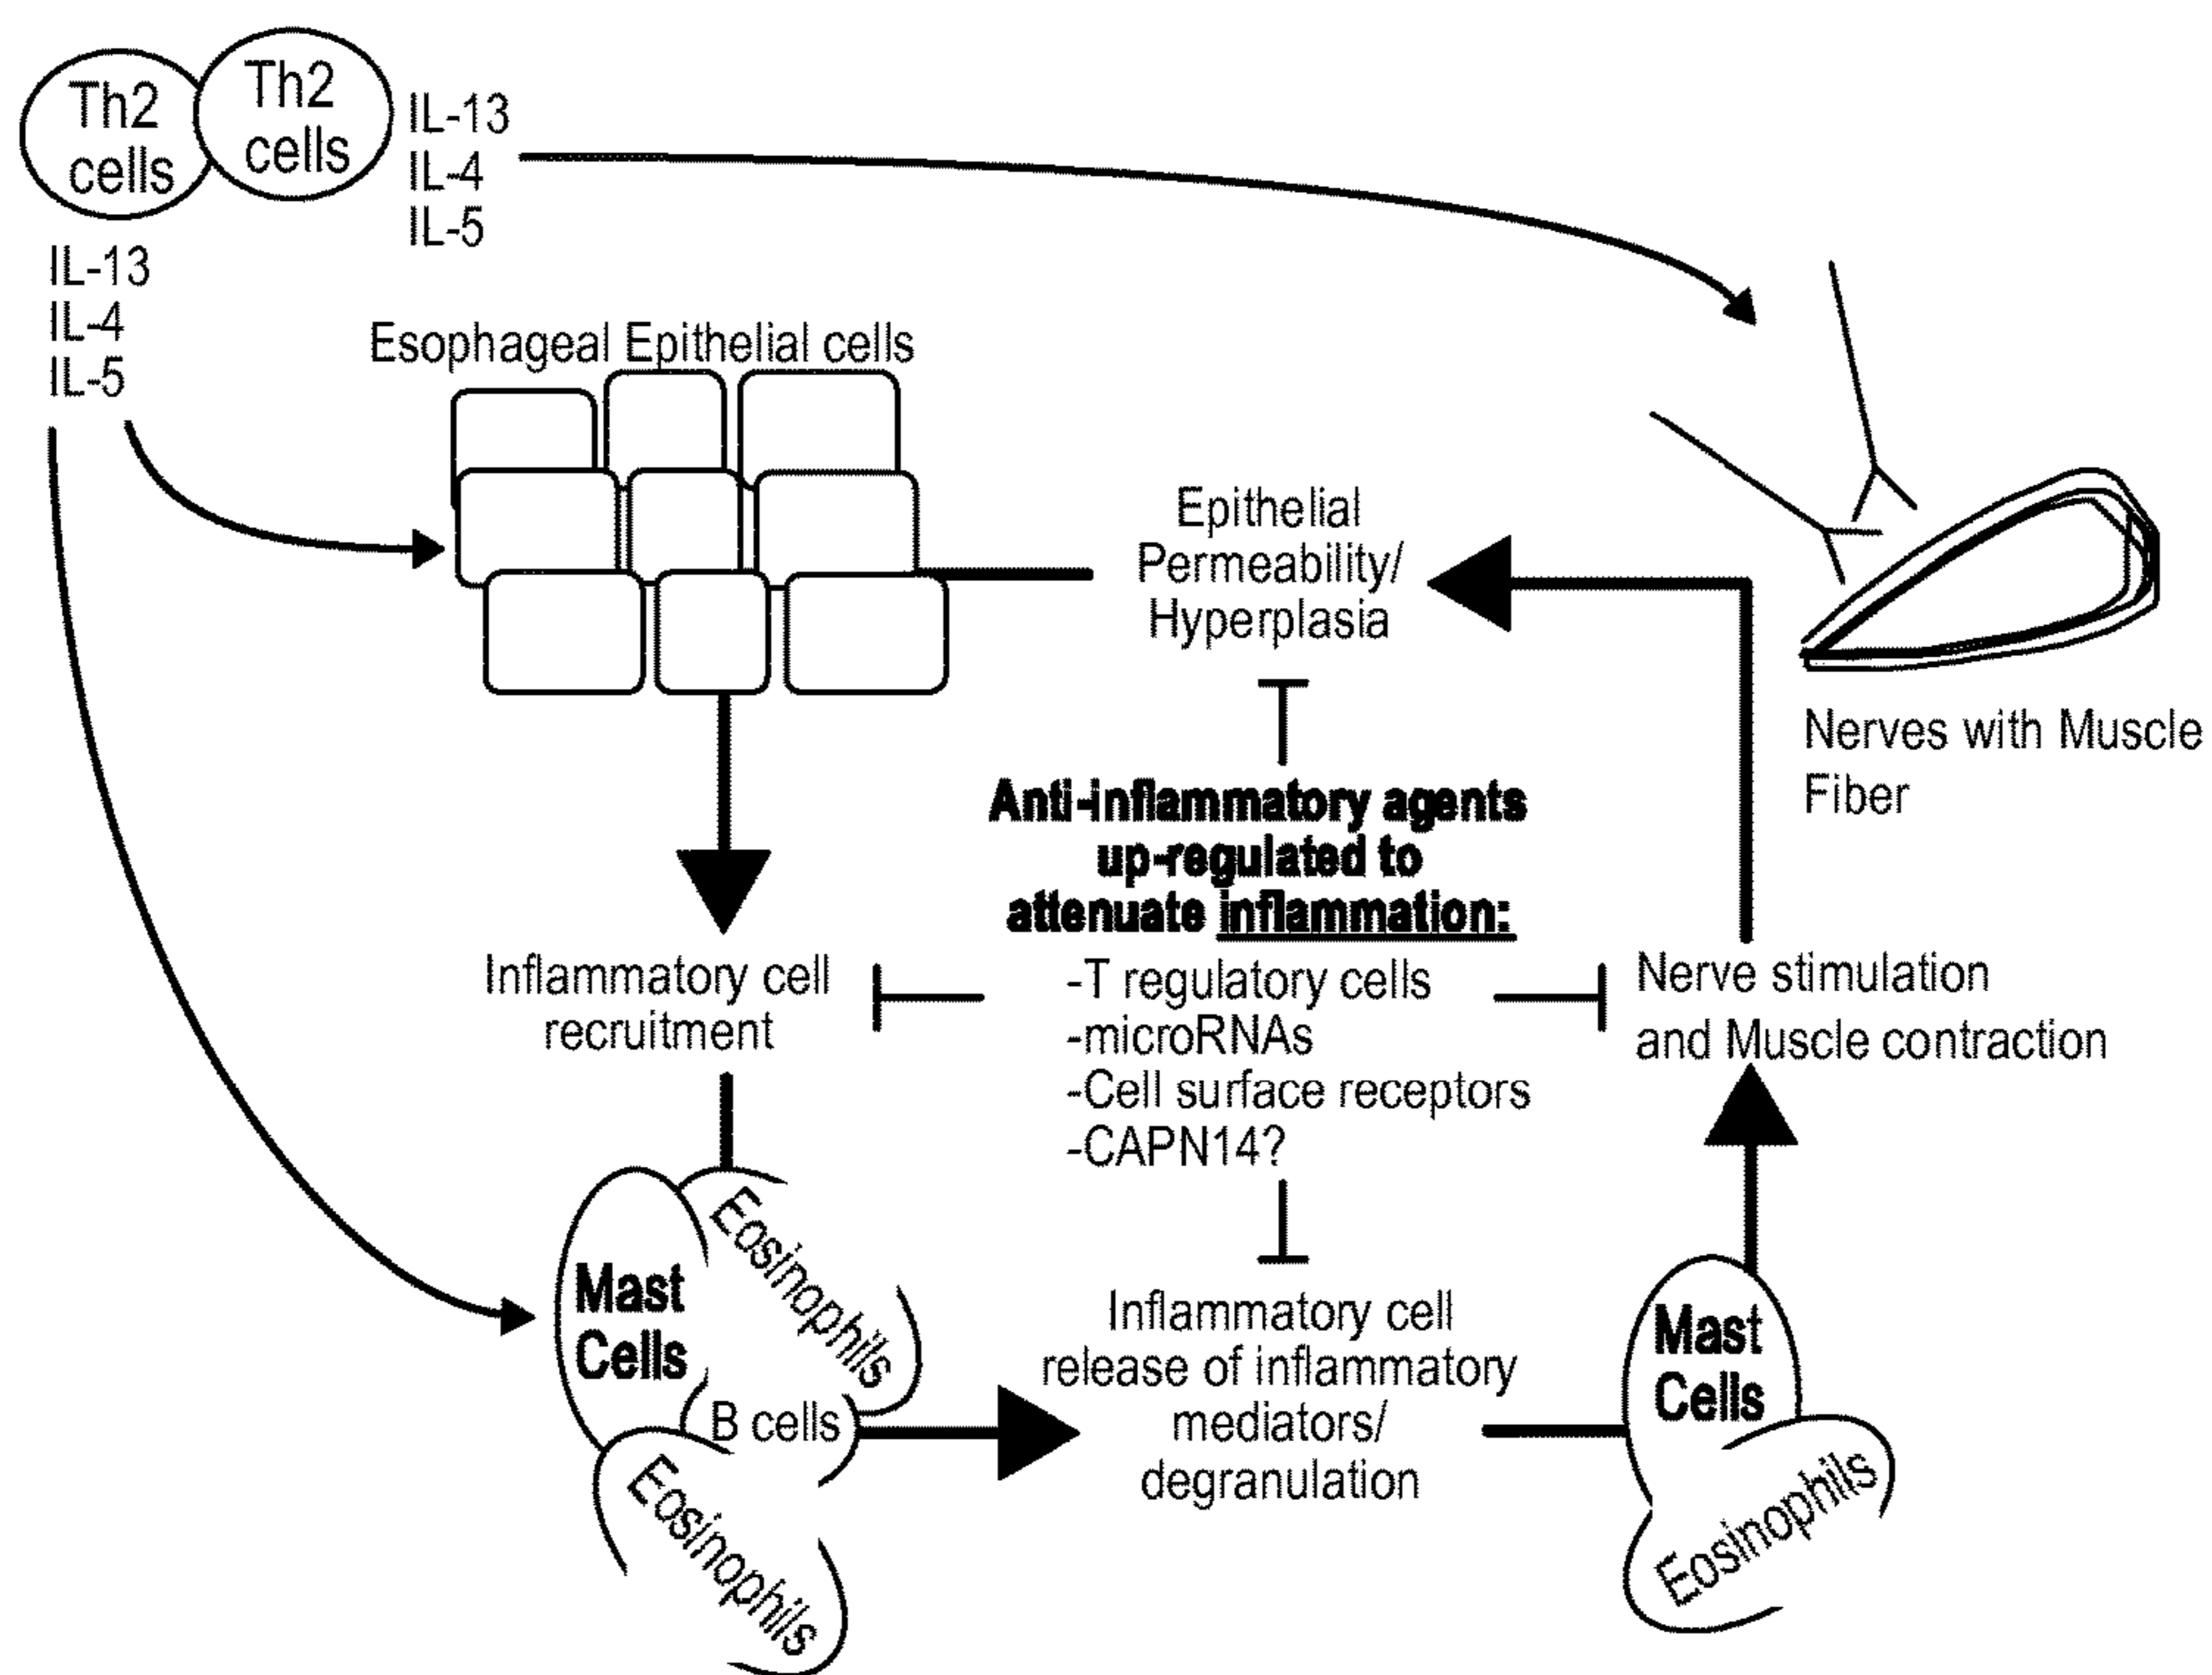 Th2
cells
Th2
cells
IL-13
IL-4
IL-5
IL-13
IL-4
IL-5
Esophageal Epithelial cells
Epithelial
Permeability/
Hyperplasia
Nerves with Muscle
Fiber
Anti-inflammatory agents
up-regulated to
attenuate inflammation:
-T regulatory cells
-microRNAs
-Cell surface receptors
-CAPN14?
Inflammatory cell
recruitment
Nerve stimulation
and Muscle contraction
Mast
Cells
Eosinophils
B cells
Eosinophils
Inflammatory cell
release of inflammatory
mediators/
degranulation
Mast
Cells
Eosinophils